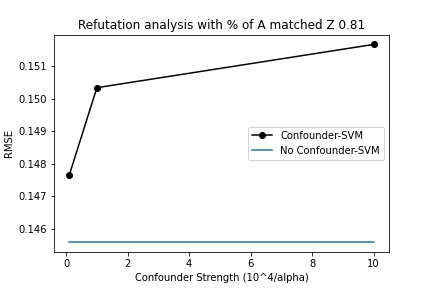 Refutation analysis with % of A matched Z 0.81
0.151
0.150
0.149
0.148
0.147
0.146
RMSE
Confounder-SVM
No Confounder-SVM
0 2 4 6 8 10
Confounder Strength (10^4/alpha)